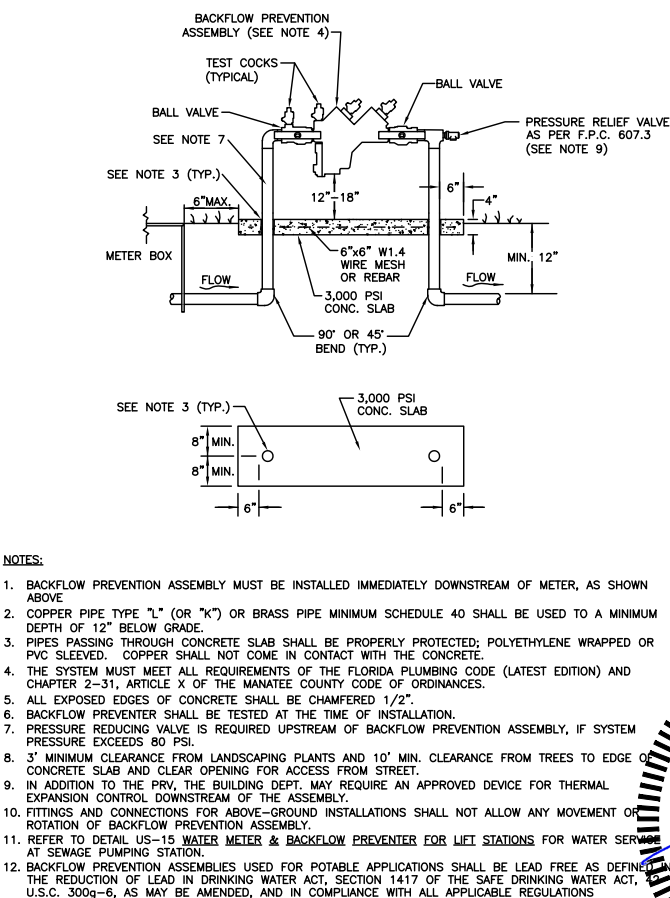 BACKFLOW PREVENTION
ASSEMBLY (SEE NOTE 4)
TEST COCKS
(TYPICAL)
BALL VALVE
BALL VALVE
PRESSURE RELIEF VALVE
AS PER F.P.C. 607.3
(SEE NOTE 9)
SEE NOTE 7
SEE NOTE 3 (TYP.)
12"-18"
6"
6"MAX.
4"
METER BOX
6"x6" W1.4
WIRE MESH
OR REBAR
MIN. 12"
FLOW
FLOW
3,000 PSI
CONC. SLAB
90° OR 45°
BEND (TYP.)
SEE NOTE 3 (TYP.)
3,000 PSI
CONC. SLAB
8" MIN.
8" MIN.
6"
6"
NOTES:
1. BACKFLOW PREVENTION ASSEMBLY MUST BE INSTALLED IMMEDIATELY DOWNSTREAM OF METER, AS SHOWN
ABOVE
2. COPPER PIPE TYPE "L" (OR "K") OR BRASS PIPE MINIMUM SCHEDULE 40 SHALL BE USED TO A MINIMUM
DEPTH OF 12" BELOW GRADE.
3. PIPES PASSING THROUGH CONCRETE SLAB SHALL BE PROPERLY PROTECTED; POLYETHYLENE WRAPPED OR
PVC SLEEVED. COPPER SHALL NOT COME IN CONTACT WITH THE CONCRETE.
4. THE SYSTEM MUST MEET ALL REQUIREMENTS OF THE FLORIDA PLUMBING CODE (LATEST EDITION) AND
CHAPTER 2-31, ARTICLE X OF THE MANATEE COUNTY CODE OF ORDINANCES.
5. ALL EXPOSED EDGES OF CONCRETE SHALL BE CHAMFERED 1/2".
6. BACKFLOW PREVENTER SHALL BE TESTED AT THE TIME OF INSTALLATION.
7. PRESSURE REDUCING VALVE IS REQUIRED UPSTREAM OF BACKFLOW PREVENTION ASSEMBLY, IF SYSTEM
PRESSURE EXCEEDS 80 PSI.
8. 3' MINIMUM CLEARANCE FROM LANDSCAPING PLANTS AND 10' MIN. CLEARANCE FROM TREES TO EDGE OF
CONCRETE SLAB AND CLEAR OPENING FOR ACCESS FROM STREET.
9. IN ADDITION TO THE PRV, THE BUILDING DEPT. MAY REQUIRE AN APPROVED DEVICE FOR THERMAL
EXPANSION CONTROL DOWNSTREAM OF THE ASSEMBLY.
10. FITTINGS AND CONNECTIONS FOR ABOVE-GROUND INSTALLATIONS SHALL NOT ALLOW ANY MOVEMENT OR
ROTATION OF BACKFLOW PREVENTION ASSEMBLY.
11. REFER TO DETAIL US-15 WATER METER & BACKFLOW PREVENTER FOR LIFT STATIONS FOR WATER SERVICE
AT SEWAGE PUMPING STATION.
12. BACKFLOW PREVENTION ASSEMBLIES USED FOR POTABLE APPLICATIONS SHALL BE LEAD FREE AS DEFINED IN
THE REDUCTION OF LEAD IN DRINKING WATER ACT, SECTION 1417 OF THE SAFE DRINKING WATER ACT, 42
U.S.C. 300g-6, AS MAY BE AMENDED, AND IN COMPLIANCE WITH ALL APPLICABLE REGULATIONS